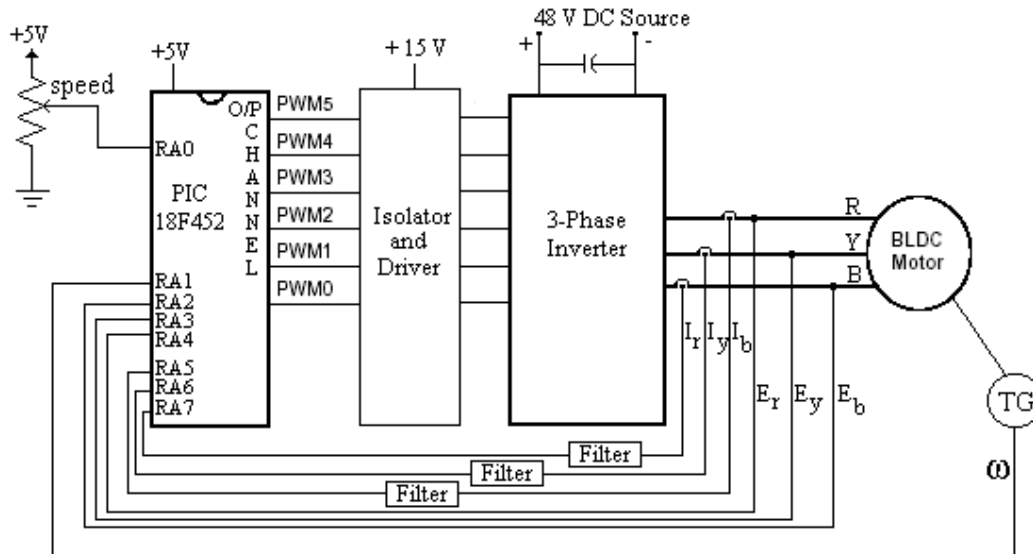 48 V DC Source
+ -
+5V
+5V
+ 15 V
speed
O/P
CHANNEL
PWM5
PWM4
PWM3
PWM2
PWM1
PWM0
RA0
PIC
18F452
RA1
RA2
RA3
RA4
RA5
RA6
RA7
Isolator
and
Driver
3-Phase
Inverter
R
Y
B
BLDC
Motor
Ir Iy Ib
Er Ey Eb
TG
ω
Filter
Filter
Filter